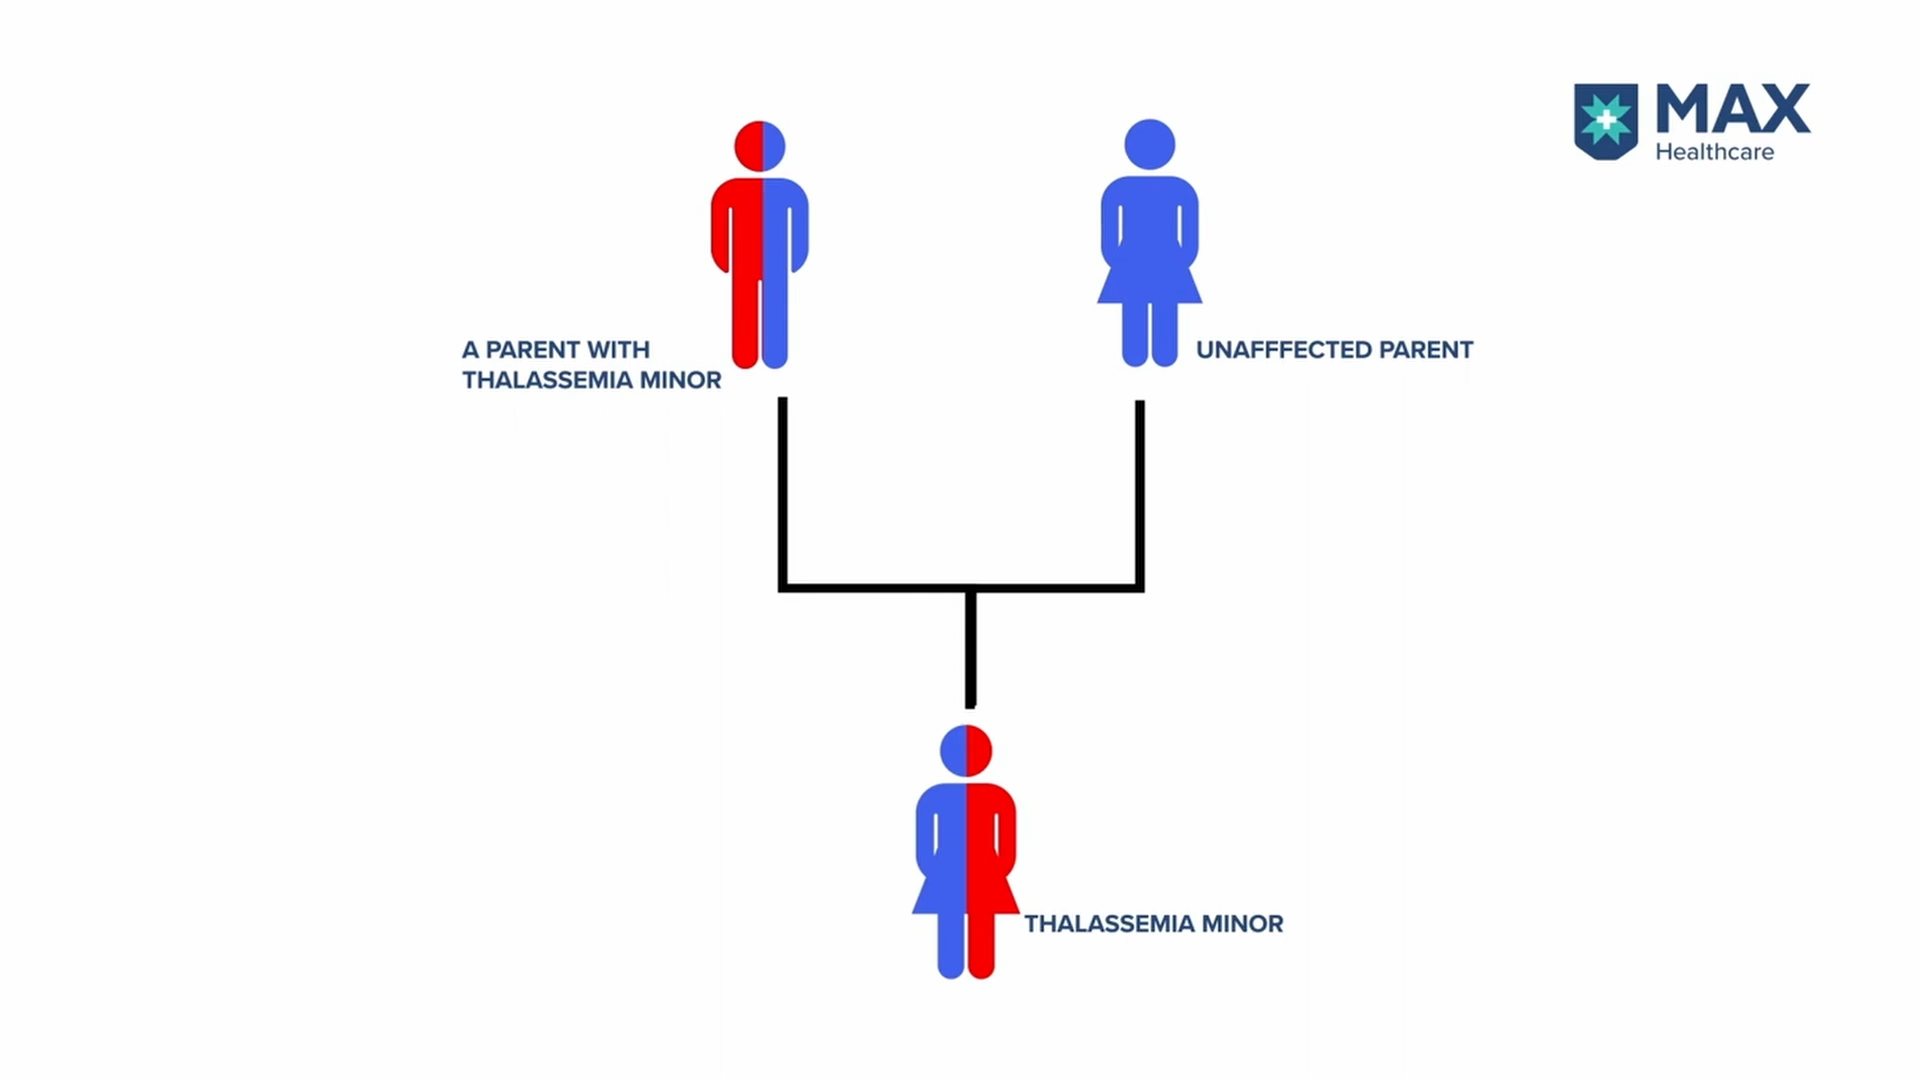 MAX
Healthcare
A PARENT WITH
THALASSEMIA MINOR
UNAFFFECTED PARENT
THALASSEMIA MINOR